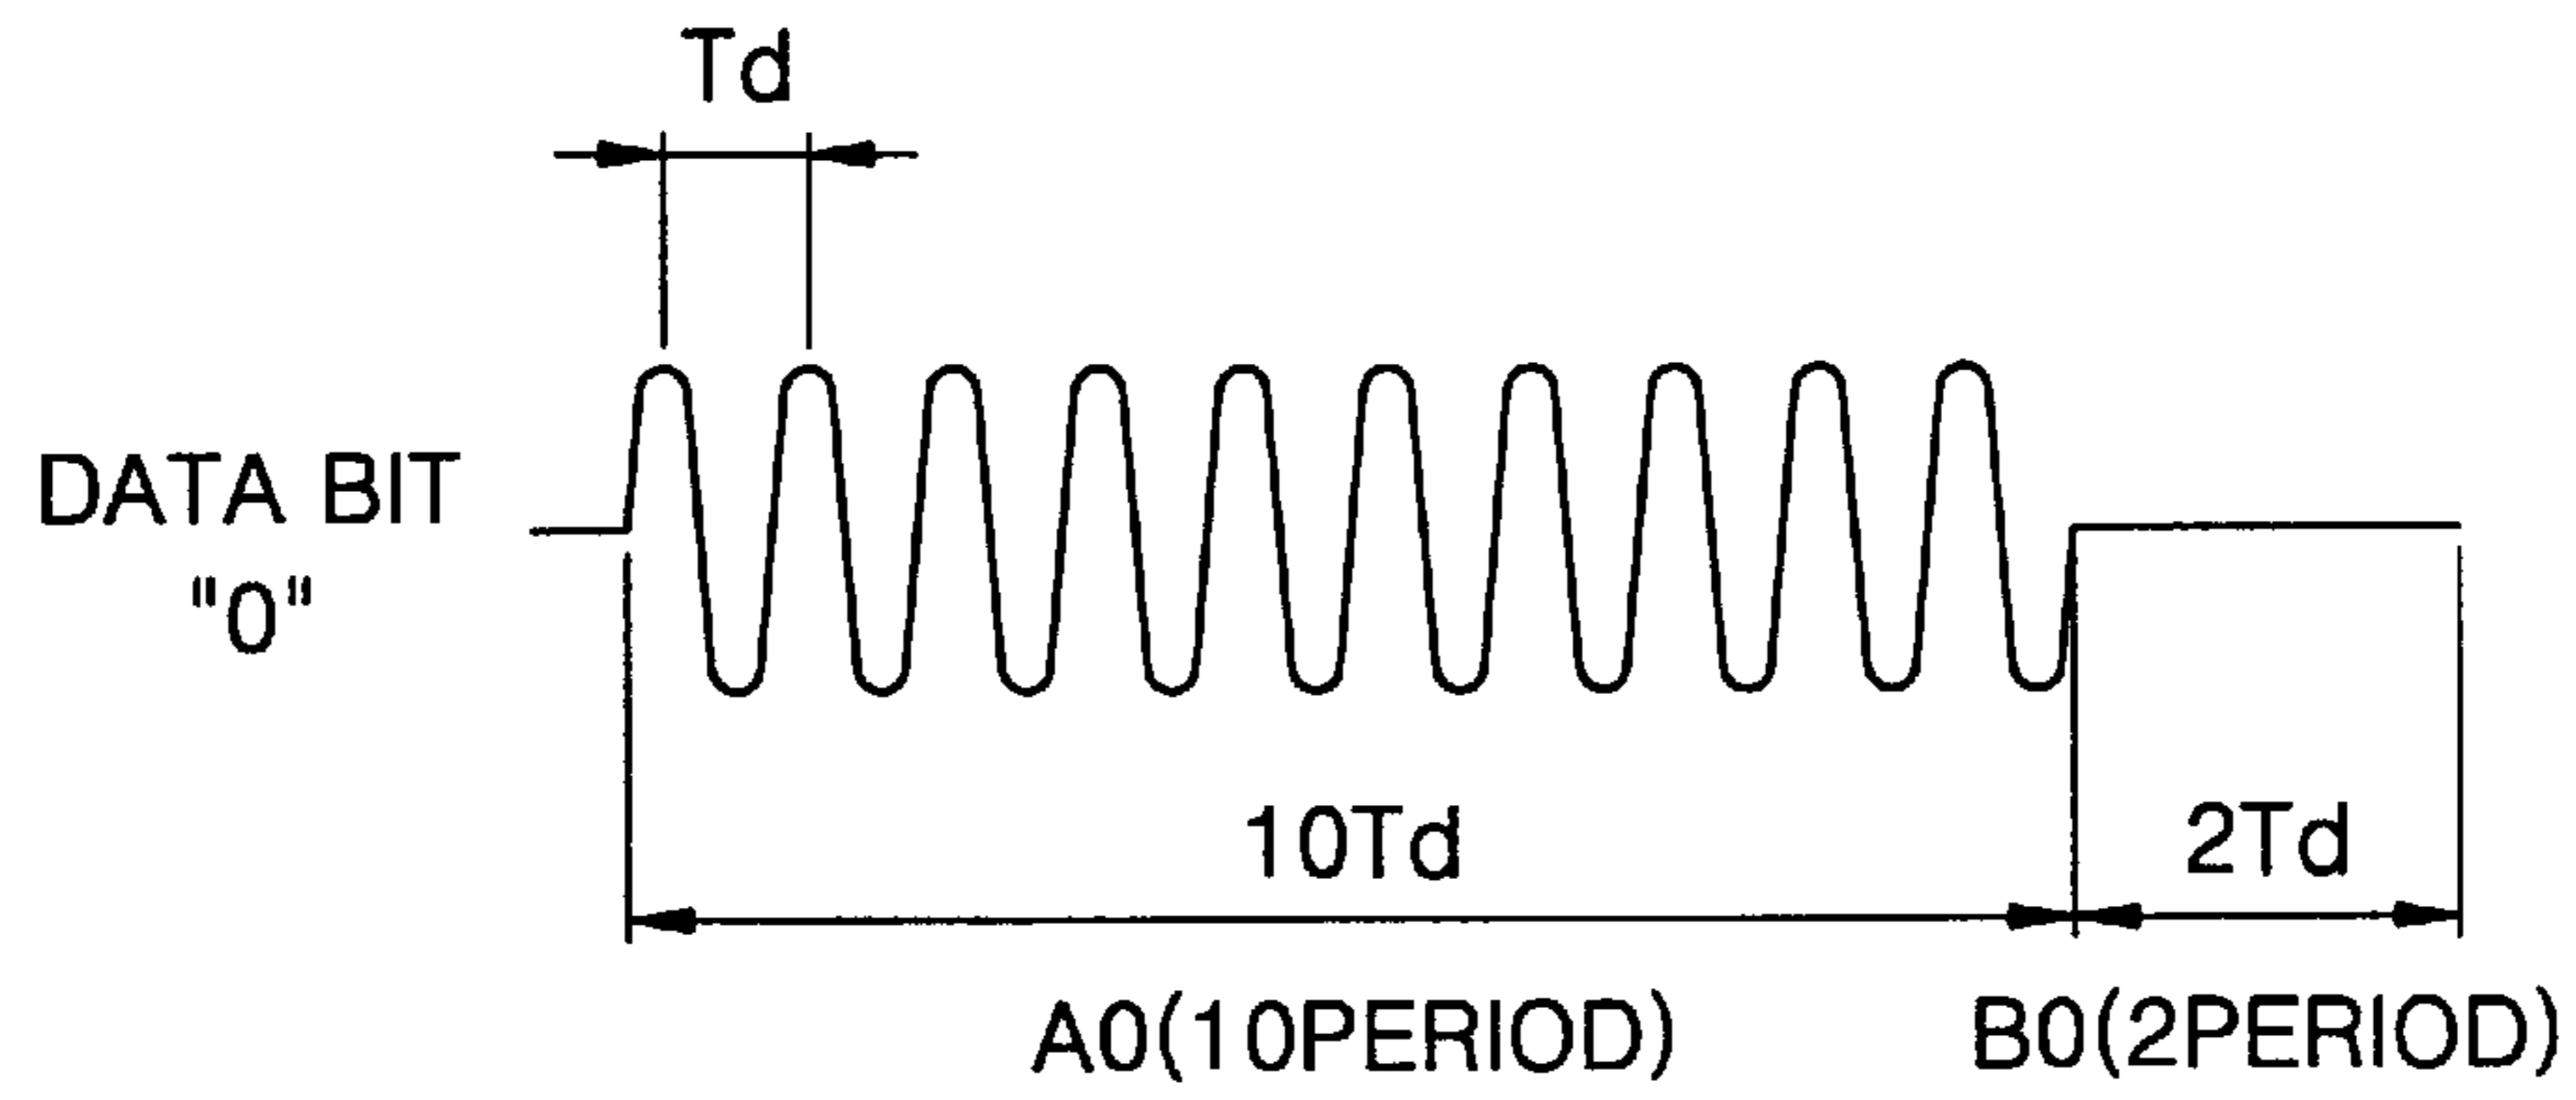 Td
DATA BIT
"0"
10Td
2Td
A0(10PERIOD)
B0(2PERIOD)